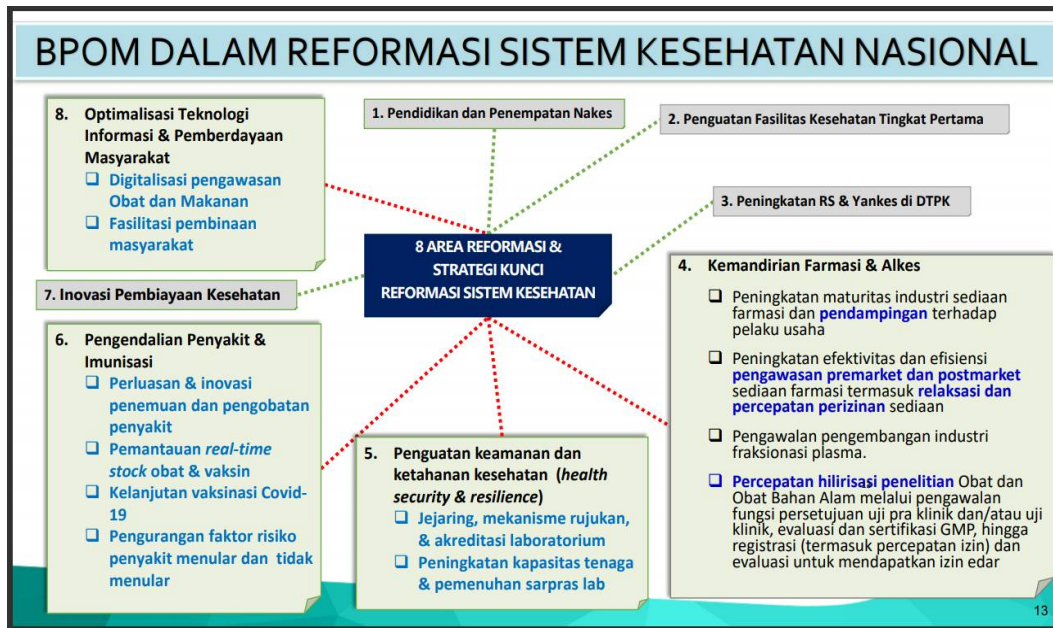 BPOM DALAM REFORMASI SISTEM KESEHATAN NASIONAL
8. Optimalisasi Teknologi
Informasi & Pemberdayaan
Masyarakat
❑ Digitalisasi pengawasan
Obat dan Makanan
❑ Fasilitasi pembinaan
masyarakat
1. Pendidikan dan Penempatan Nakes
2. Penguatan Fasilitas Kesehatan Tingkat Pertama
3. Peningkatan RS & Yankes di DTPK
8 AREA REFORMASI &
STRATEGI KUNCI
REFORMASI SISTEM KESEHATAN
7. Inovasi Pembiayaan Kesehatan
4. Kemandirian Farmasi & Alkes
❑ Peningkatan maturitas industri sediaan
farmasi dan pendampingan terhadap
pelaku usaha
❑ Peningkatan efektivitas dan efisiensi
pengawasan premarket dan postmarket
sediaan farmasi termasuk relaksasi dan
percepatan perizinan sediaan
❑ Pengawalan pengembangan industri
fraksionasi plasma.
❑ Percepatan hilirisasi penelitian Obat dan
Obat Bahan Alam melalui pengawalan
fungsi persetujuan uji pra klinik dan/atau uji
klinik, evaluasi dan sertifikasi GMP, hingga
registrasi (termasuk percepatan izin) dan
evaluasi untuk mendapatkan izin edar
6. Pengendalian Penyakit &
Imunisasi
❑ Perluasan & inovasi
penemuan dan pengobatan
penyakit
❑ Pemantauan real-time
stock obat & vaksin
❑ Kelanjutan vaksinasi Covid-
19
❑ Pengurangan faktor risiko
penyakit menular dan tidak
menular
5. Penguatan keamanan dan
ketahanan kesehatan (health
security & resilience)
❑ Jejaring, mekanisme rujukan,
& akreditasi laboratorium
❑ Peningkatan kapasitas tenaga
& pemenuhan sarpras lab
13